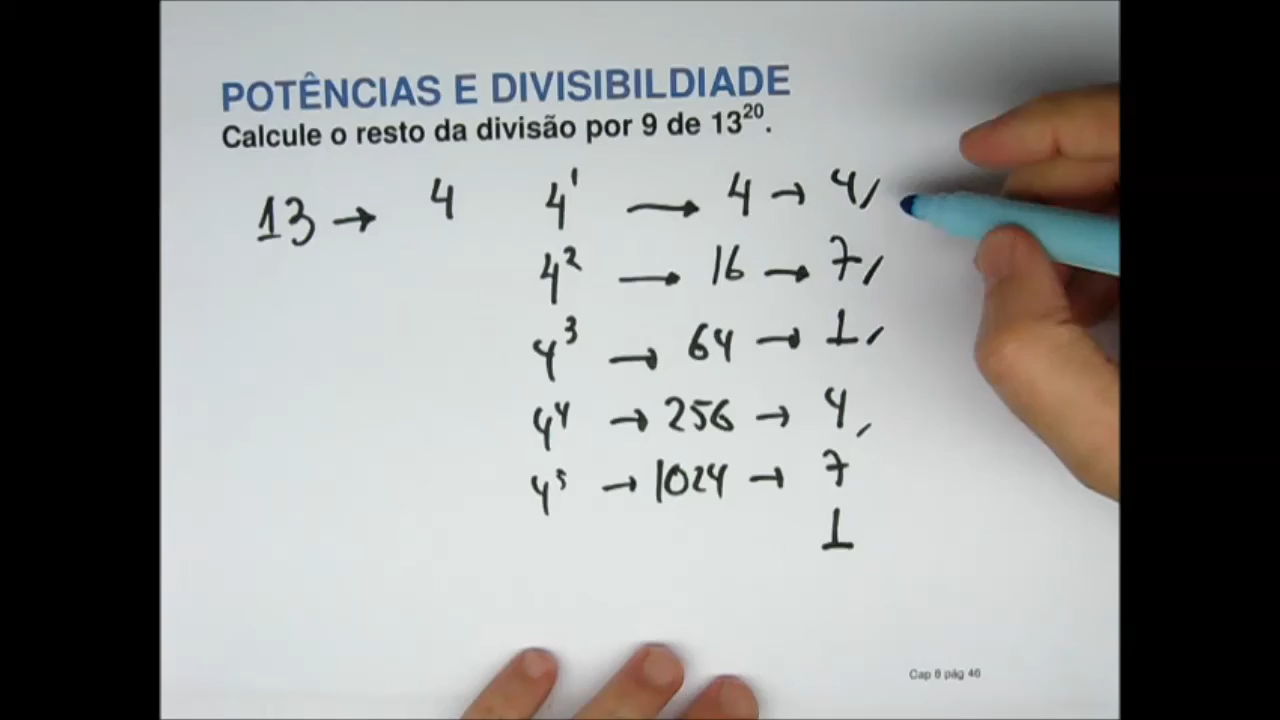 POTÊNCIAS E DIVISIBILDIADE
Calcule o resto da divisão por 9 de 13²⁰.
13 → 4 4¹ → 4 → 4,
4² → 16 → 7,
4³ → 64 → 1,
4⁴ → 256 → 4,
4⁵ → 1024 → 7
1
Cap 8 pág 46